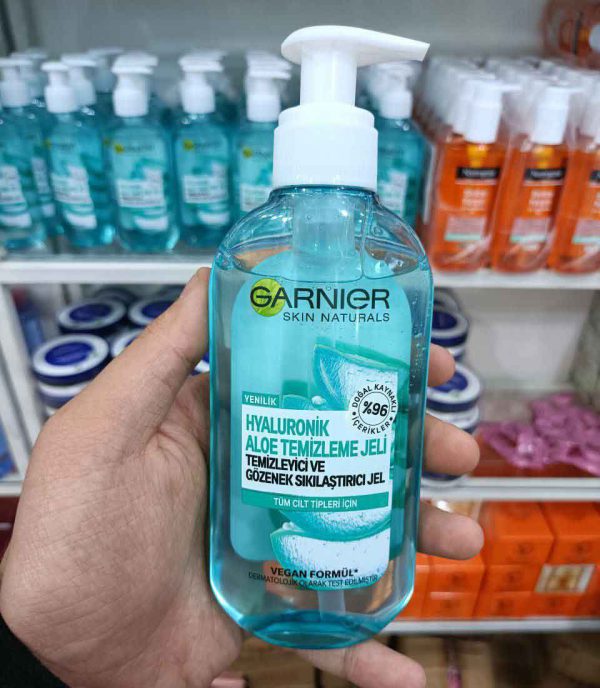 GARNIER
SKIN NATURALS
YENİLİK
HYALURONİK
ALOE TEMİZLEME JELİ
TEMİZLEYİCİ VE
GÖZENEK SIKILAŞTIRICI JEL
TÜM CİLT TİPLERİ İÇİN
DOĞAL KAYNAKLI
%96
İÇERİKLER
VEGAN FORMÜL*
DERMATOLOJİK OLARAK TEST EDİLMİŞTİR
Neutrogena